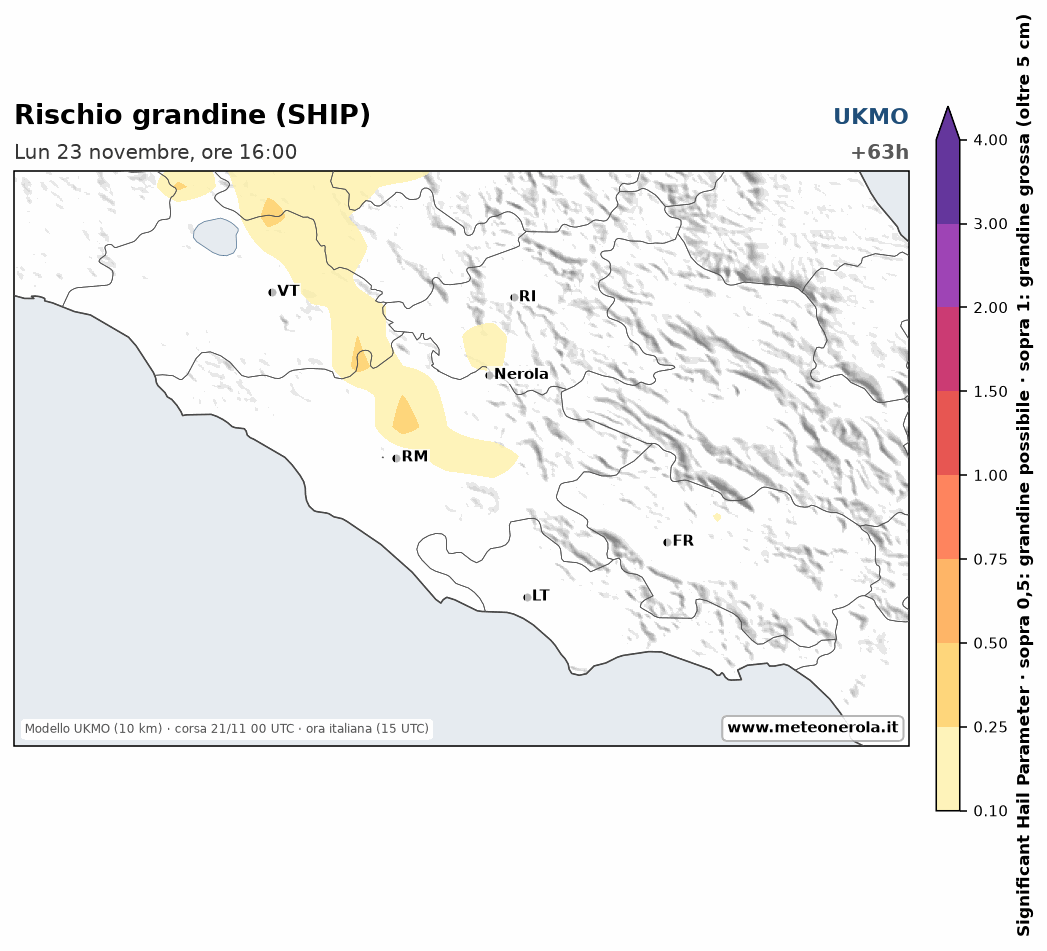 Rischio grandine (SHIP)
UKMO
Lun 23 novembre, ore 16:00
+63h
VT
RI
Nerola
RM
FR
LT
Modello UKMO (10 km) · corsa 21/11 00 UTC · ora italiana (15 UTC)
www.meteonerola.it
4.00
3.00
2.00
1.50
1.00
0.75
0.50
0.25
0.10
Significant Hail Parameter · sopra 0,5: grandine possibile · sopra 1: grandine grossa (oltre 5 cm)